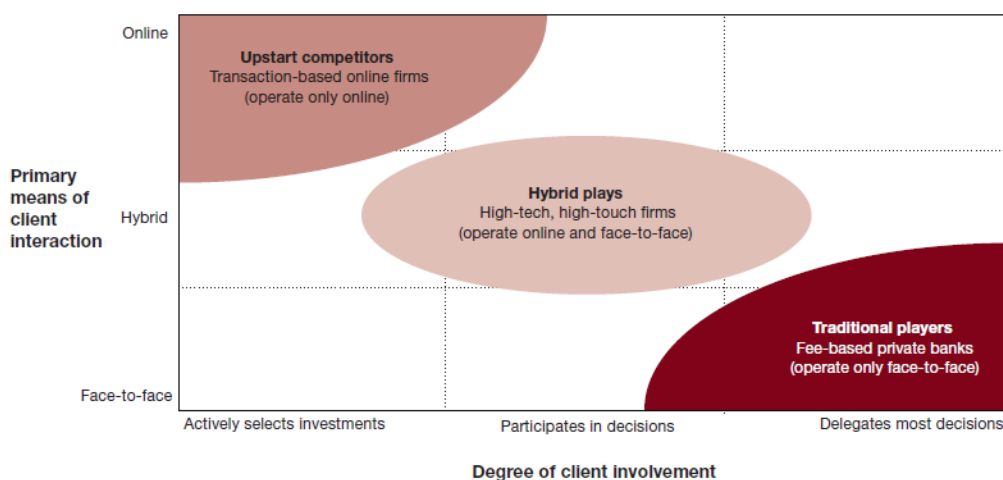 Online
Upstart competitors
Transaction-based online firms
(operate only online)
Primary
means of
client
interaction
Hybrid
Hybrid plays
High-tech, high-touch firms
(operate online and face-to-face)
Traditional players
Fee-based private banks
(operate only face-to-face)
Face-to-face
Actively selects investments
Participates in decisions
Delegates most decisions
Degree of client involvement